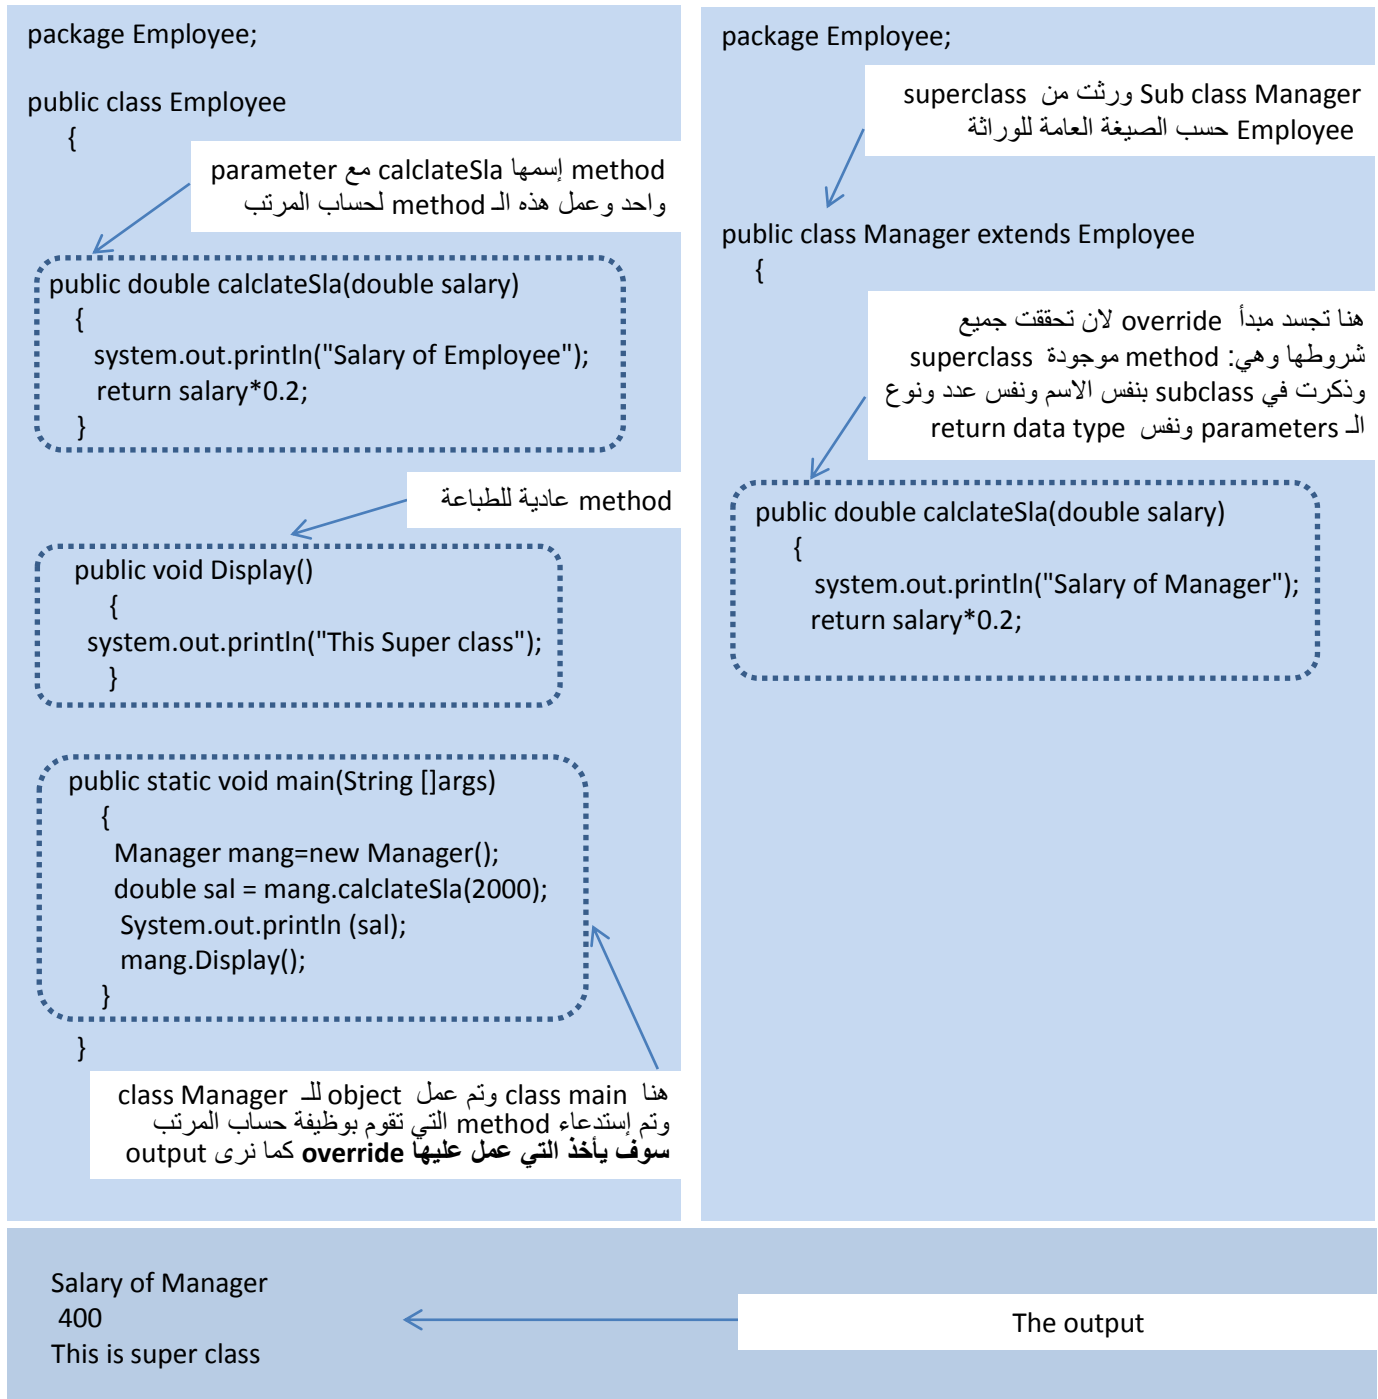 package Employee;
public class Employee
{
method إسمها calclateSla مع parameter
واحد وعمل هذه الـ method لحساب المرتب
public double calclateSla(double salary)
{
system.out.println("Salary of Employee");
return salary*0.2;
}
method عادية للطباعة
public void Display()
{
system.out.println("This Super class");
}
public static void main(String []args)
{
Manager mang=new Manager();
double sal = mang.calclateSla(2000);
System.out.println (sal);
mang.Display();
}
}
هنا class main وتم عمل object للـ class Manager
وتم إستدعاء method التي تقوم بوظيفة حساب المرتب
سوف يأخذ التي عمل عليها override كما نرى output
package Employee;
Sub class Manager ورثت من superclass
Employee حسب الصيغة العامة للوراثة
public class Manager extends Employee
{
هنا تجسد مبدأ override لان تحققت جميع
شروطها وهي: method موجودة superclass
وذكرت في subclass بنفس الاسم ونفس عدد ونوع
الـ parameters ونفس return data type
public double calclateSla(double salary)
{
system.out.println("Salary of Manager");
return salary*0.2;
Salary of Manager
400
This is super class
The output